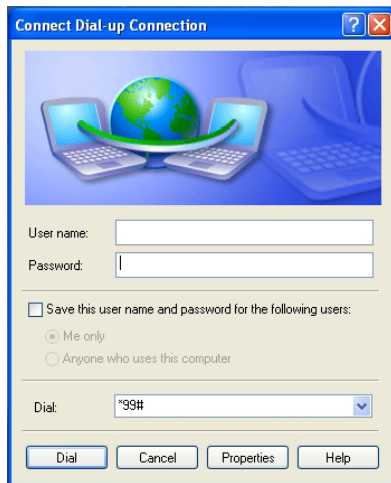 Connect Dial-up Connection
User name:
Password:
Save this user name and password for the following users:
Me only
Anyone who uses this computer
Dial: *99#
Dial Cancel Properties Help